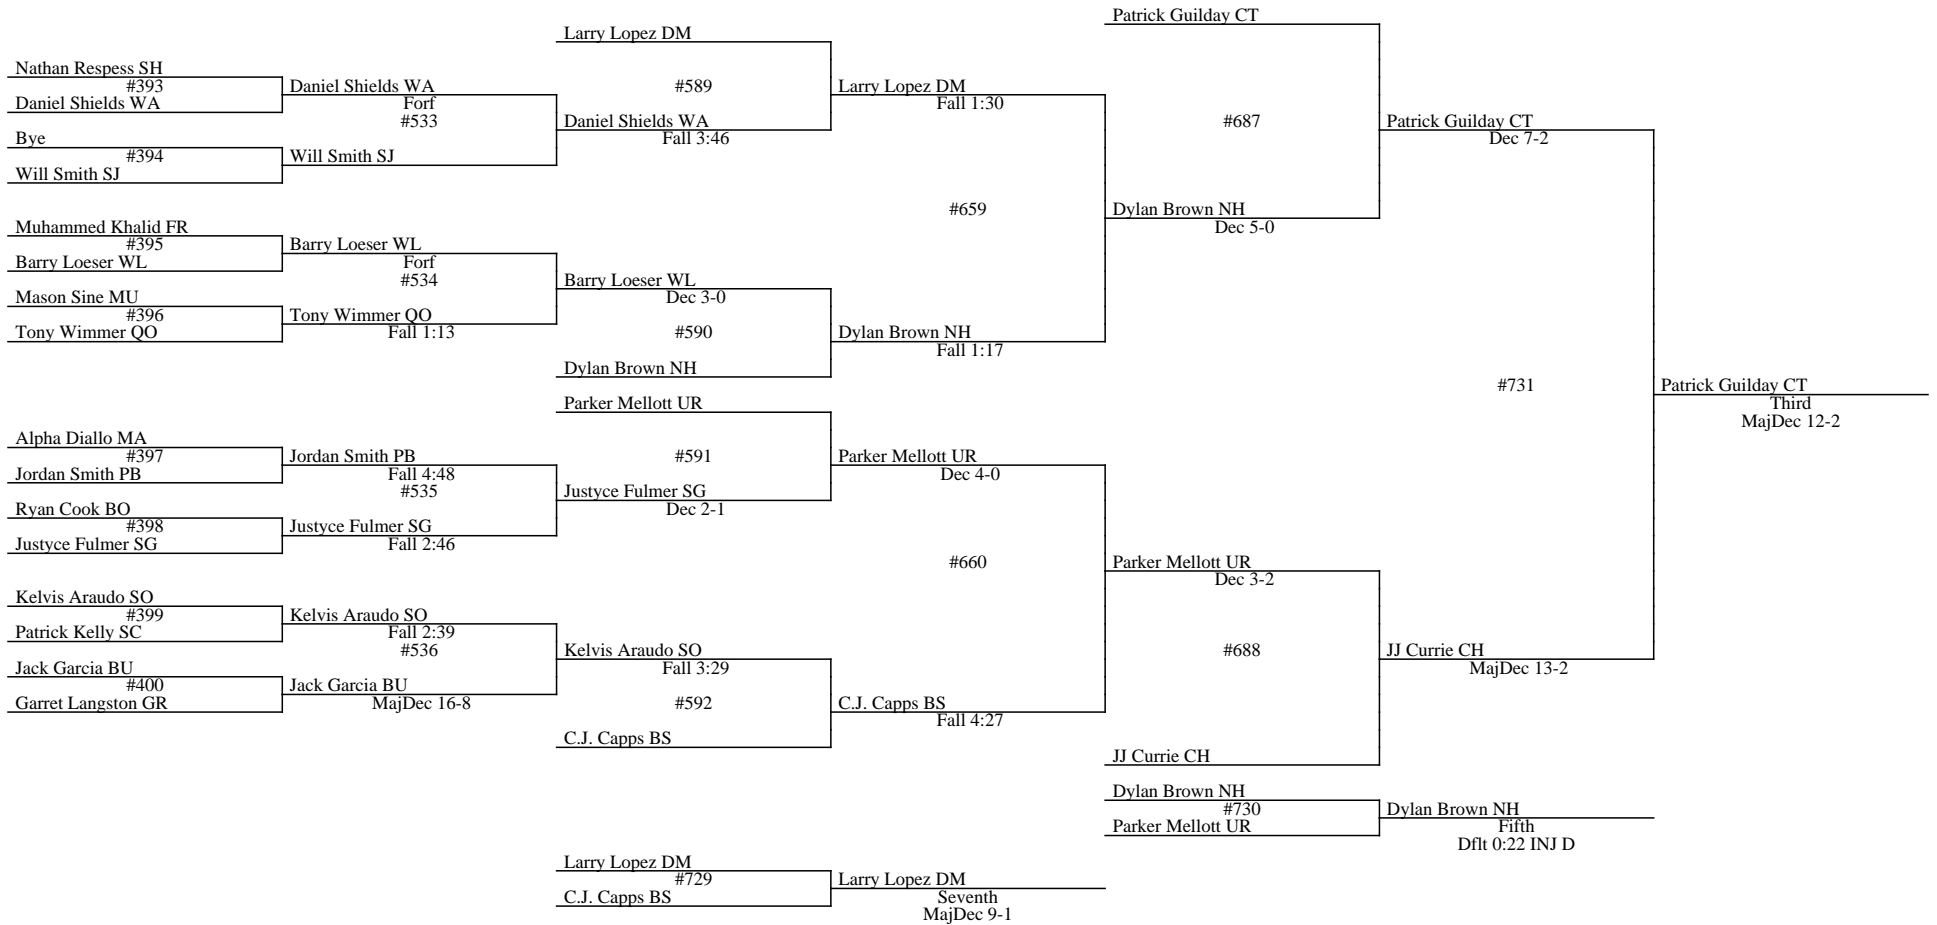 Patrick Guilday CT
Larry Lopez DM
Nathan Respess SH
#393
Daniel Shields WA
Daniel Shields WA
Forf
#533
#589
Larry Lopez DM
Fall 1:30
Daniel Shields WA
Fall 3:46
#687
Patrick Guilday CT
Dec 7-2
Bye
#394
Will Smith SJ
Will Smith SJ
#659
Dylan Brown NH
Dec 5-0
Muhammed Khalid FR
#395
Barry Loeser WL
Barry Loeser WL
Forf
#534
Barry Loeser WL
Dec 3-0
Mason Sine MU
#396
Tony Wimmer QO
Tony Wimmer QO
Fall 1:13
#590
Dylan Brown NH
Fall 1:17
Dylan Brown NH
#731
Patrick Guilday CT
Third
MajDec 12-2
Parker Mellott UR
Alpha Diallo MA
#397
Jordan Smith PB
Jordan Smith PB
Fall 4:48
#535
#591
Parker Mellott UR
Dec 4-0
Justyce Fulmer SG
Dec 2-1
Ryan Cook BO
#398
Justyce Fulmer SG
Justyce Fulmer SG
Fall 2:46
#660
Parker Mellott UR
Dec 3-2
Kelvis Araudo SO
#399
Patrick Kelly SC
Kelvis Araudo SO
Fall 2:39
#536
Kelvis Araudo SO
Fall 3:29
#688
JJ Currie CH
MajDec 13-2
Jack Garcia BU
#400
Garret Langston GR
Jack Garcia BU
MajDec 16-8
#592
C.J. Capps BS
Fall 4:27
C.J. Capps BS
JJ Currie CH
Dylan Brown NH
#730
Parker Mellott UR
Dylan Brown NH
Fifth
Dflt 0:22 INJ D
Larry Lopez DM
#729
C.J. Capps BS
Larry Lopez DM
Seventh
MajDec 9-1